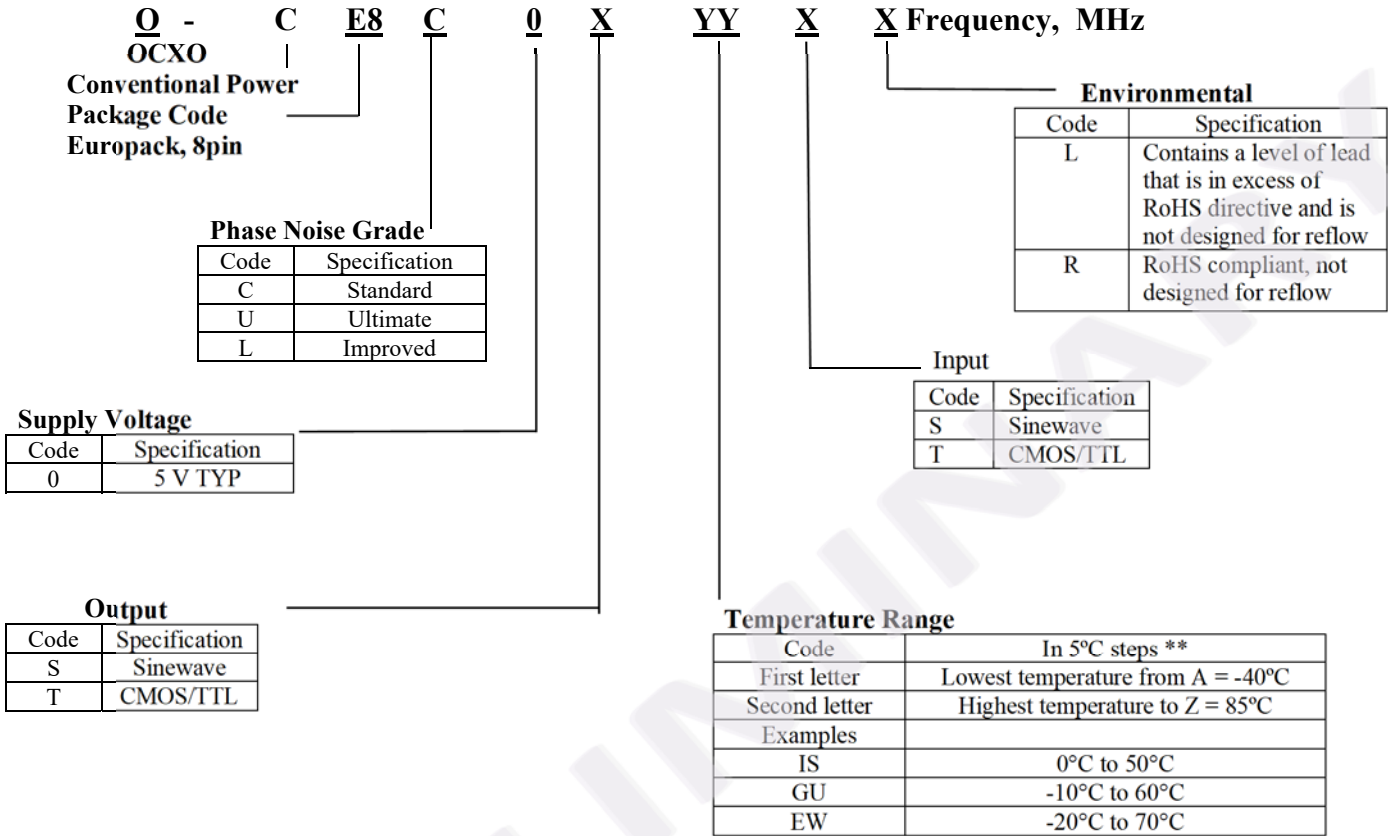 O - C E8 C 0 X YY X X Frequency, MHz
OCXO
Conventional Power
Package Code
Europack, 8pin
Environmental
Code Specification
L Contains a level of lead
that is in excess of
RoHS directive and is
not designed for reflow
R RoHS compliant, not
designed for reflow
Phase Noise Grade
Code Specification
C Standard
U Ultimate
L Improved
Input
Code Specification
S Sinewave
T CMOS/TTL
Supply Voltage
Code Specification
0 5 V TYP
Output
Code Specification
S Sinewave
T CMOS/TTL
Temperature Range
Code In 5ºC steps **
First letter Lowest temperature from A = -40ºC
Second letter Highest temperature to Z = 85ºC
Examples
IS 0°C to 50°C
GU -10°C to 60°C
EW -20°C to 70°C